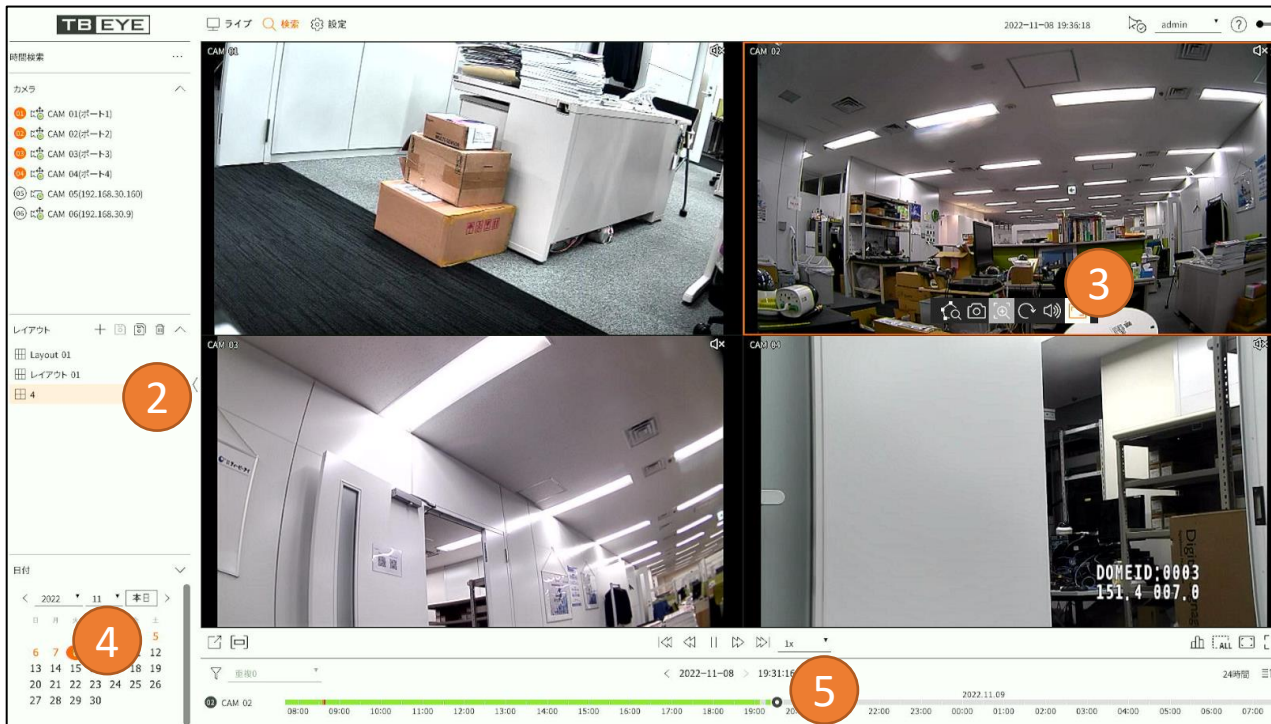 TB EYE
ライブ 検索 設定
2022-11-08 19:36:18
admin
?
時間検索
カメラ
01 CAM 01(ポート1)
02 CAM 02(ポート2)
03 CAM 03(ポート3)
04 CAM 04(ポート4)
05 CAM 05(192.168.30.160)
06 CAM 06(192.168.30.9)
レイアウト
Layout 01
レイアウト 01
4
2
日付
2022 11 本日
日 月 火 土
5
6 7 12
13 14 15 18 19
20 21 22 23 24 25 26
27 28 29 30
4
CAM 01
CAM 02
3
CAM 03
CAM 04
DOMEID:0003
151.4 007.0
1x
ALL
重複0
2022-11-08 19:31:16
24時間
5
02 CAM 02
2022.11.09
08:00 09:00 10:00 11:00 12:00 13:00 14:00 15:00 16:00 17:00 18:00 19:00 22:00 23:00 00:00 01:00 02:00 03:00 04:00 05:00 06:00 07:00